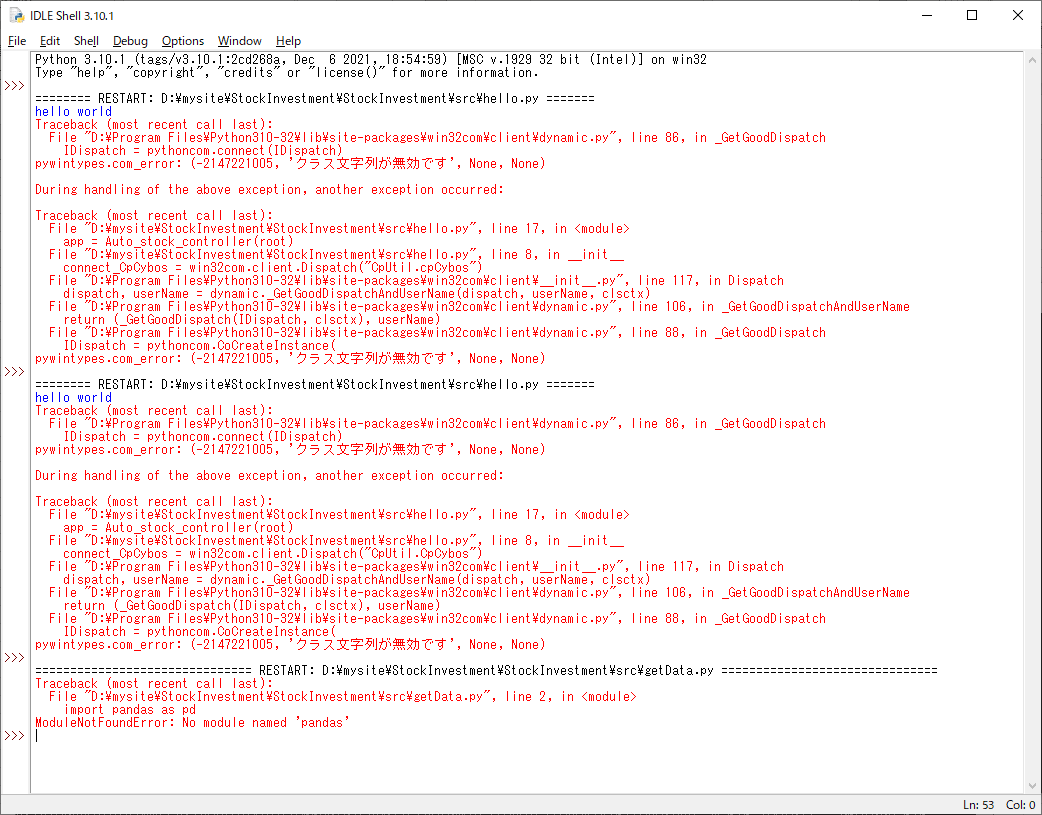 IDLE Shell 3.10.1
File Edit Shell Debug Options Window Help
Python 3.10.1 (tags/v3.10.1:2cd268a, Dec  6 2021, 18:54:59) [MSC v.1929 32 bit (Intel)] on win32
Type "help", "copyright", "credits" or "license()" for more information.
>>>
======== RESTART: D:¥mysite¥StockInvestment¥StockInvestment¥src¥hello.py =======
hello world
Traceback (most recent call last):
  File "D:¥Program Files¥Python310-32¥lib¥site-packages¥win32com¥client¥dynamic.py", line 86, in _GetGoodDispatch
    IDispatch = pythoncom.connect(IDispatch)
pywintypes.com_error: (-2147221005, 'クラス文字列が無効です', None, None)
During handling of the above exception, another exception occurred:
Traceback (most recent call last):
  File "D:¥mysite¥StockInvestment¥StockInvestment¥src¥hello.py", line 17, in <module>
    app = Auto_stock_controller(root)
  File "D:¥mysite¥StockInvestment¥StockInvestment¥src¥hello.py", line 8, in __init__
    connect_CpCybos = win32com.client.Dispatch("CpUtil.cpCybos")
  File "D:¥Program Files¥Python310-32¥lib¥site-packages¥win32com¥client¥__init__.py", line 117, in Dispatch
    dispatch, userName = dynamic._GetGoodDispatchAndUserName(dispatch, userName, clsctx)
  File "D:¥Program Files¥Python310-32¥lib¥site-packages¥win32com¥client¥dynamic.py", line 106, in _GetGoodDispatchAndUserName
    return (_GetGoodDispatch(IDispatch, clsctx), userName)
  File "D:¥Program Files¥Python310-32¥lib¥site-packages¥win32com¥client¥dynamic.py", line 88, in _GetGoodDispatch
    IDispatch = pythoncom.CoCreateInstance(
pywintypes.com_error: (-2147221005, 'クラス文字列が無効です', None, None)
>>>
======== RESTART: D:¥mysite¥StockInvestment¥StockInvestment¥src¥hello.py =======
hello world
Traceback (most recent call last):
  File "D:¥Program Files¥Python310-32¥lib¥site-packages¥win32com¥client¥dynamic.py", line 86, in _GetGoodDispatch
    IDispatch = pythoncom.connect(IDispatch)
pywintypes.com_error: (-2147221005, 'クラス文字列が無効です', None, None)
During handling of the above exception, another exception occurred:
Traceback (most recent call last):
  File "D:¥mysite¥StockInvestment¥StockInvestment¥src¥hello.py", line 17, in <module>
    app = Auto_stock_controller(root)
  File "D:¥mysite¥StockInvestment¥StockInvestment¥src¥hello.py", line 8, in __init__
    connect_CpCybos = win32com.client.Dispatch("CpUtil.CpCybos")
  File "D:¥Program Files¥Python310-32¥lib¥site-packages¥win32com¥client¥__init__.py", line 117, in Dispatch
    dispatch, userName = dynamic._GetGoodDispatchAndUserName(dispatch, userName, clsctx)
  File "D:¥Program Files¥Python310-32¥lib¥site-packages¥win32com¥client¥dynamic.py", line 106, in _GetGoodDispatchAndUserName
    return (_GetGoodDispatch(IDispatch, clsctx), userName)
  File "D:¥Program Files¥Python310-32¥lib¥site-packages¥win32com¥client¥dynamic.py", line 88, in _GetGoodDispatch
    IDispatch = pythoncom.CoCreateInstance(
pywintypes.com_error: (-2147221005, 'クラス文字列が無効です', None, None)
>>>
=============================== RESTART: D:¥mysite¥StockInvestment¥StockInvestment¥src¥getData.py ===============================
Traceback (most recent call last):
  File "D:¥mysite¥StockInvestment¥StockInvestment¥src¥getData.py", line 2, in <module>
    import pandas as pd
ModuleNotFoundError: No module named 'pandas'
>>>
Ln: 53 Col: 0